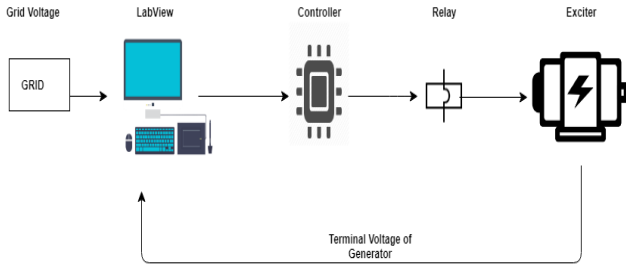 Grid Voltage
LabView
Controller
Relay
Exciter
GRID
Terminal Voltage of
Generator